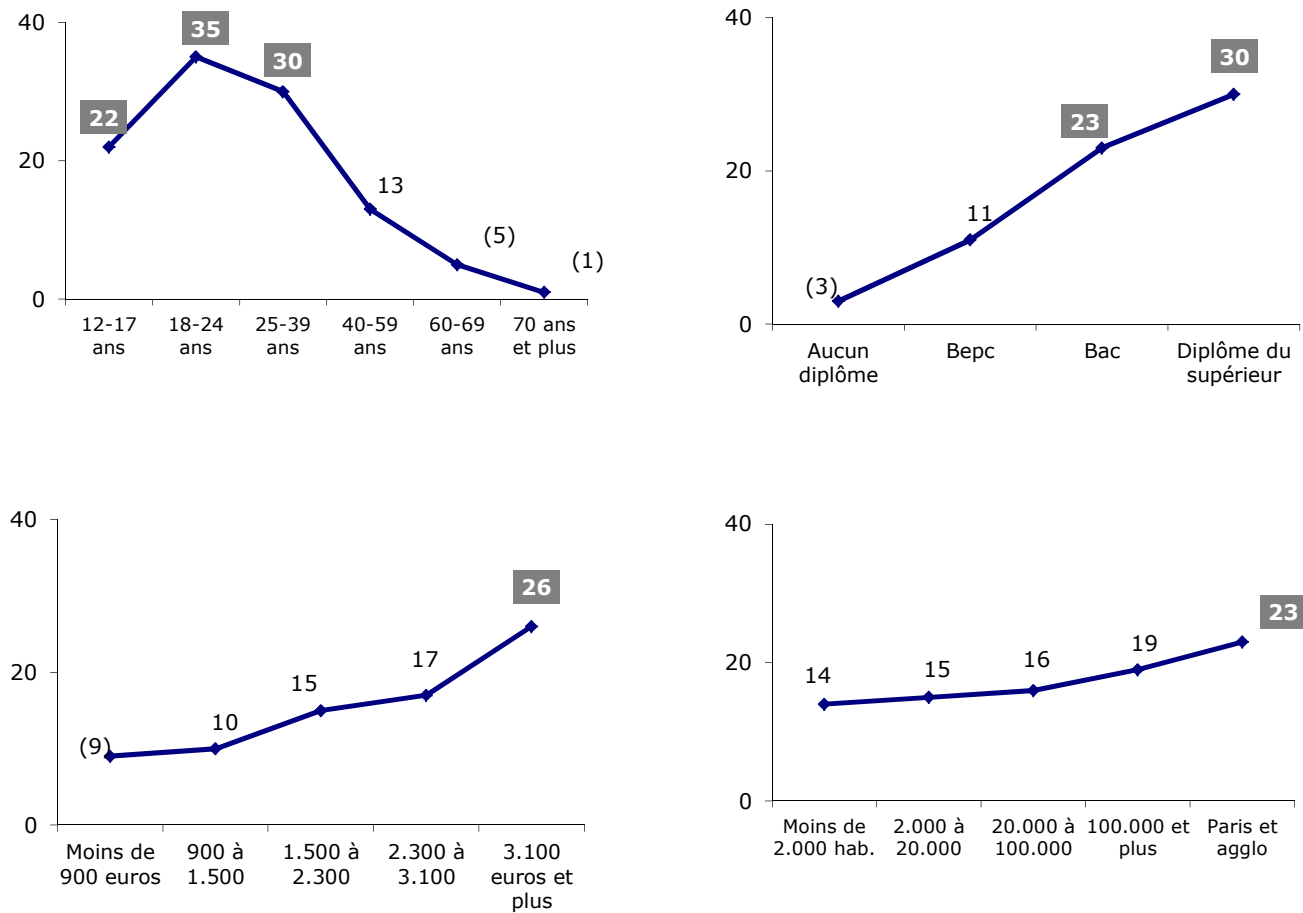 40
20
0
22
35
30
13
(5)
(1)
12-17 ans
18-24 ans
25-39 ans
40-59 ans
60-69 ans
70 ans et plus
40
20
0
(3)
11
23
30
Aucun diplôme
Bepc
Bac
Diplôme du supérieur
40
20
0
(9)
10
15
17
26
Moins de 900 euros
900 à 1.500
1.500 à 2.300
2.300 à 3.100
3.100 euros et plus
40
20
0
14
15
16
19
23
Moins de 2.000 hab.
2.000 à 20.000
20.000 à 100.000
100.000 et plus
Paris et agglo